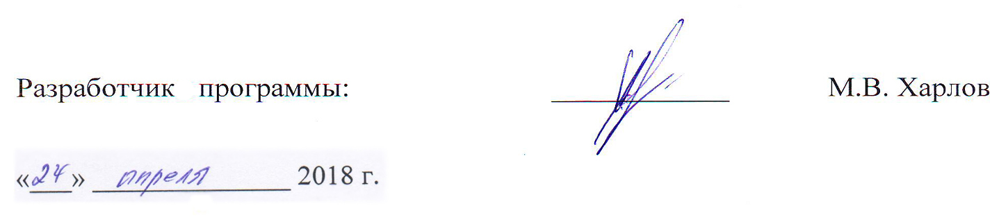 Разработчик программы: М.В. Харлов
«24» апреля 2018 г.